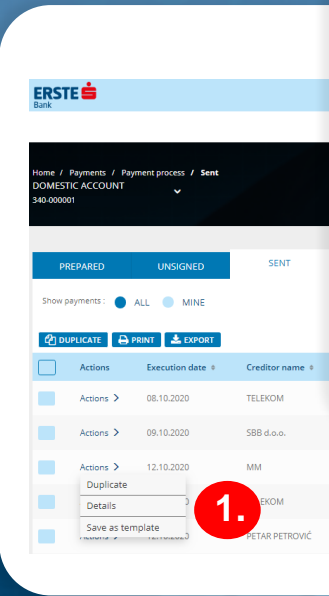 ERSTE
Bank
Home / Payments / Payment process / Sent
DOMESTIC ACCOUNT
340-000001
PREPARED UNSIGNED SENT
Show payments : ALL MINE
DUPLICATE PRINT EXPORT
Actions Execution date Creditor name
Actions > 08.10.2020 TELEKOM
Actions > 09.10.2020 SBB d.o.o.
Actions > 12.10.2020 MM
Duplicate
Details
Save as template
1.
PETAR PETROVIĆ